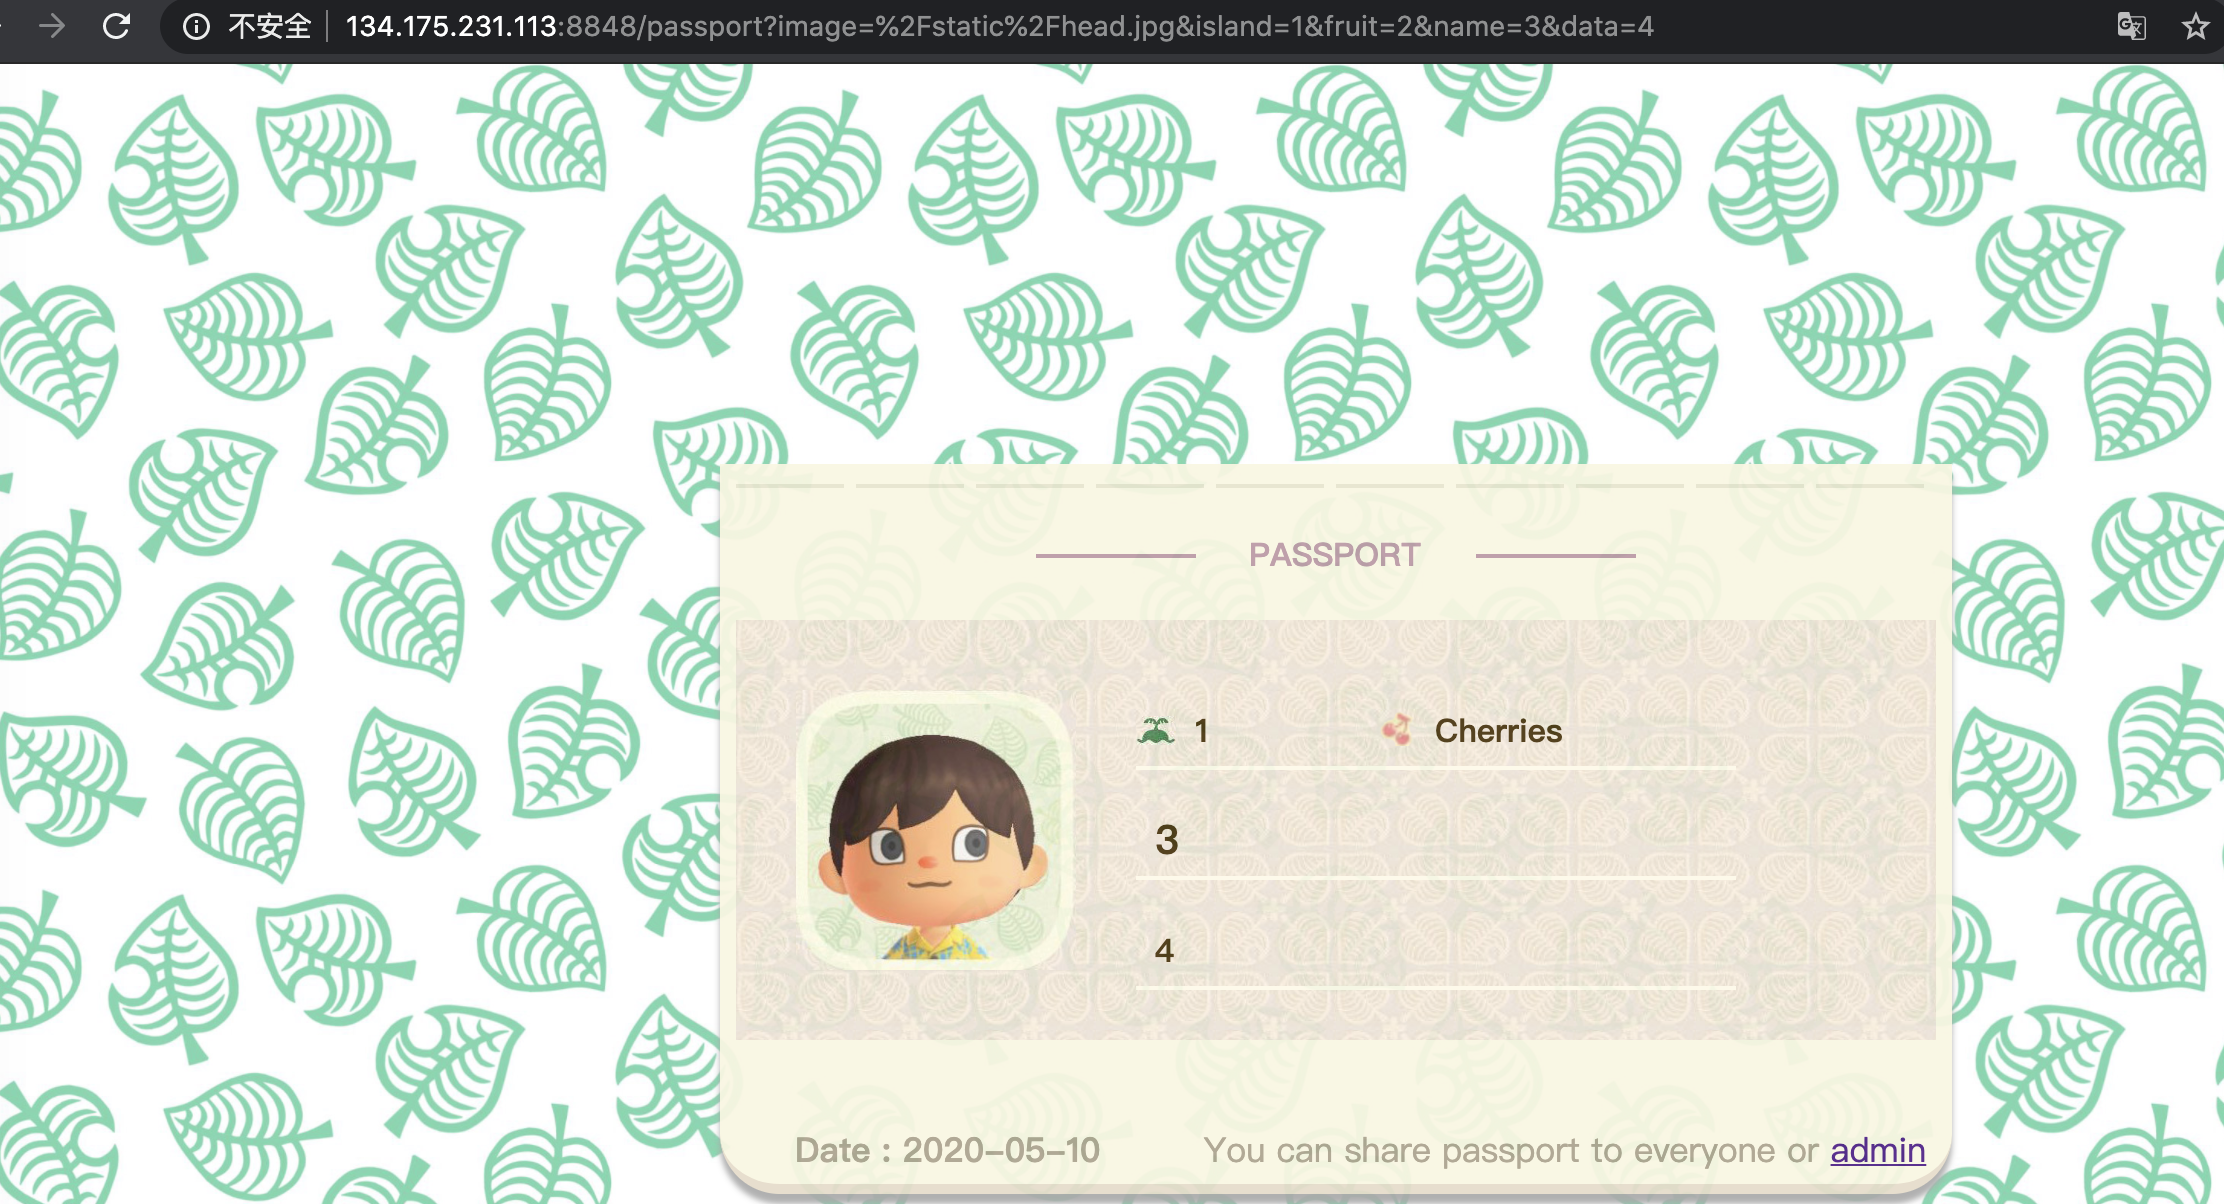 不安全 134.175.231.113:8848/passport?image=%2Fstatic%2Fhead.jpg&island=1&fruit=2&name=3&data=4
PASSPORT
1 Cherries
3
4
Date : 2020-05-10 You can share passport to everyone or admin